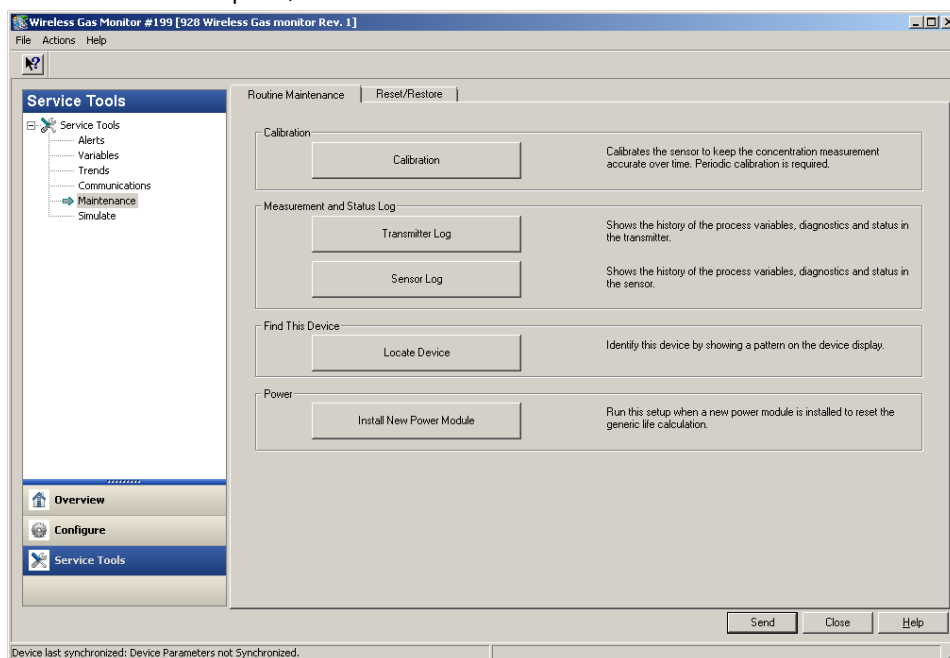 Wireless Gas Monitor #199 [928 Wireless Gas monitor Rev. 1]
File Actions Help
Service Tools
Service Tools
Alerts
Variables
Trends
Communications
Maintenance
Simulate
Overview
Configure
Service Tools
Routine Maintenance Reset/Restore
Calibration
Calibration
Calibrates the sensor to keep the concentration measurement
accurate over time. Periodic calibration is required.
Measurement and Status Log
Transmitter Log
Shows the history of the process variables, diagnostics and status in
the transmitter.
Sensor Log
Shows the history of the process variables, diagnostics and status in
the sensor.
Find This Device
Locate Device
Identify this device by showing a pattern on the device display.
Power
Install New Power Module
Run this setup when a new power module is installed to reset the
generic life calculation.
Send Close Help
Device last synchronized: Device Parameters not Synchronized.